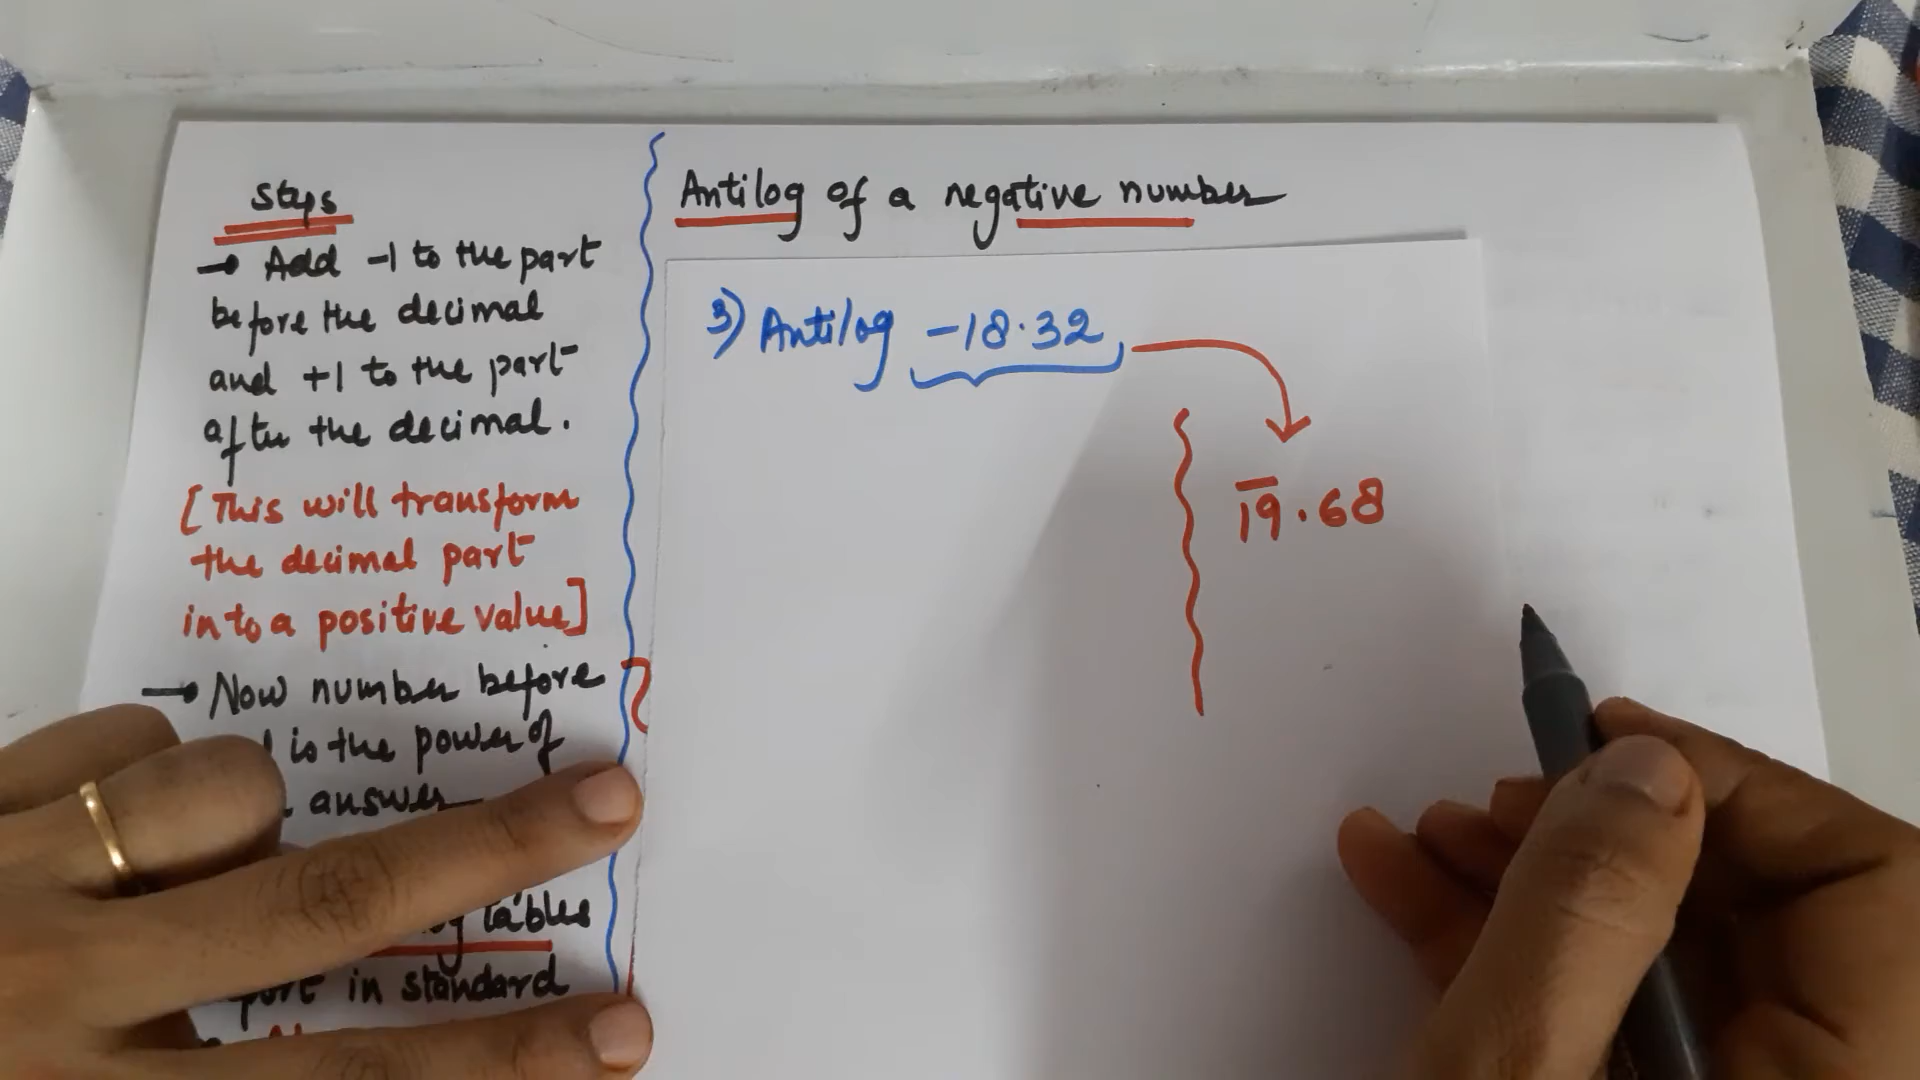 Steps
→ Add -1 to the part
before the decimal
and +1 to the part
after the decimal.
[This will transform
the decimal part
into a positive value]
→ Now number before
is the power of
answer
tables
in standard
Antilog of a negative number
3) Antilog -18.32
1̅9̅.68